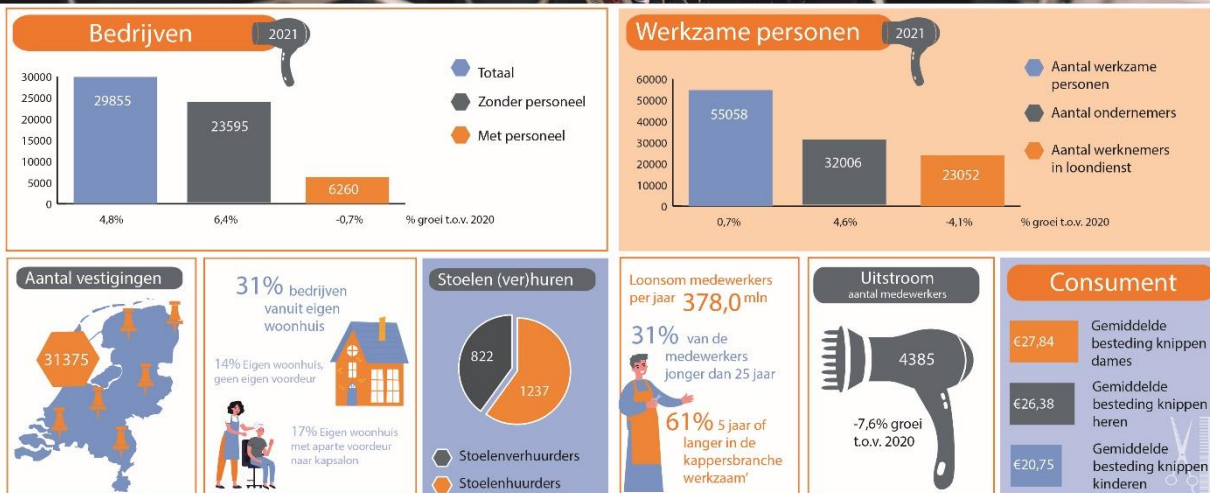 Bedrijven
2021
30000
25000
20000
15000
10000
5000
0
29855
23595
6260
4,8%
6,4%
-0,7%
% groei t.o.v. 2020
Totaal
Zonder personeel
Met personeel
Werkzame personen
2021
60000
50000
40000
30000
20000
10000
0
55058
32006
23052
0,7%
4,6%
-4,1%
% groei t.o.v. 2020
Aantal werkzame
personen
Aantal ondernemers
Aantal werknemers
in loondienst
Aantal vestigingen
31375
31% bedrijven
vanuit eigen
woonhuis
14% Eigen woonhuis,
geen eigen voordeur
17% Eigen woonhuis
met aparte voordeur
naar kapsalon
Stoelen (ver)huren
822
1237
Stoelenverhuurders
Stoelenhuurders
Loonsom medewerkers
per jaar 378,0 mln
31% van de
medewerkers
jonger dan 25 jaar
61% 5 jaar of
langer in de
kappersbranche
werkzaam'
Uitstroom
aantal medewerkers
4385
-7,6% groei
t.o.v. 2020
Consument
€27,84
Gemiddelde
besteding knippen
dames
€26,38
Gemiddelde
besteding knippen
heren
€20,75
Gemiddelde
besteding knippen
kinderen